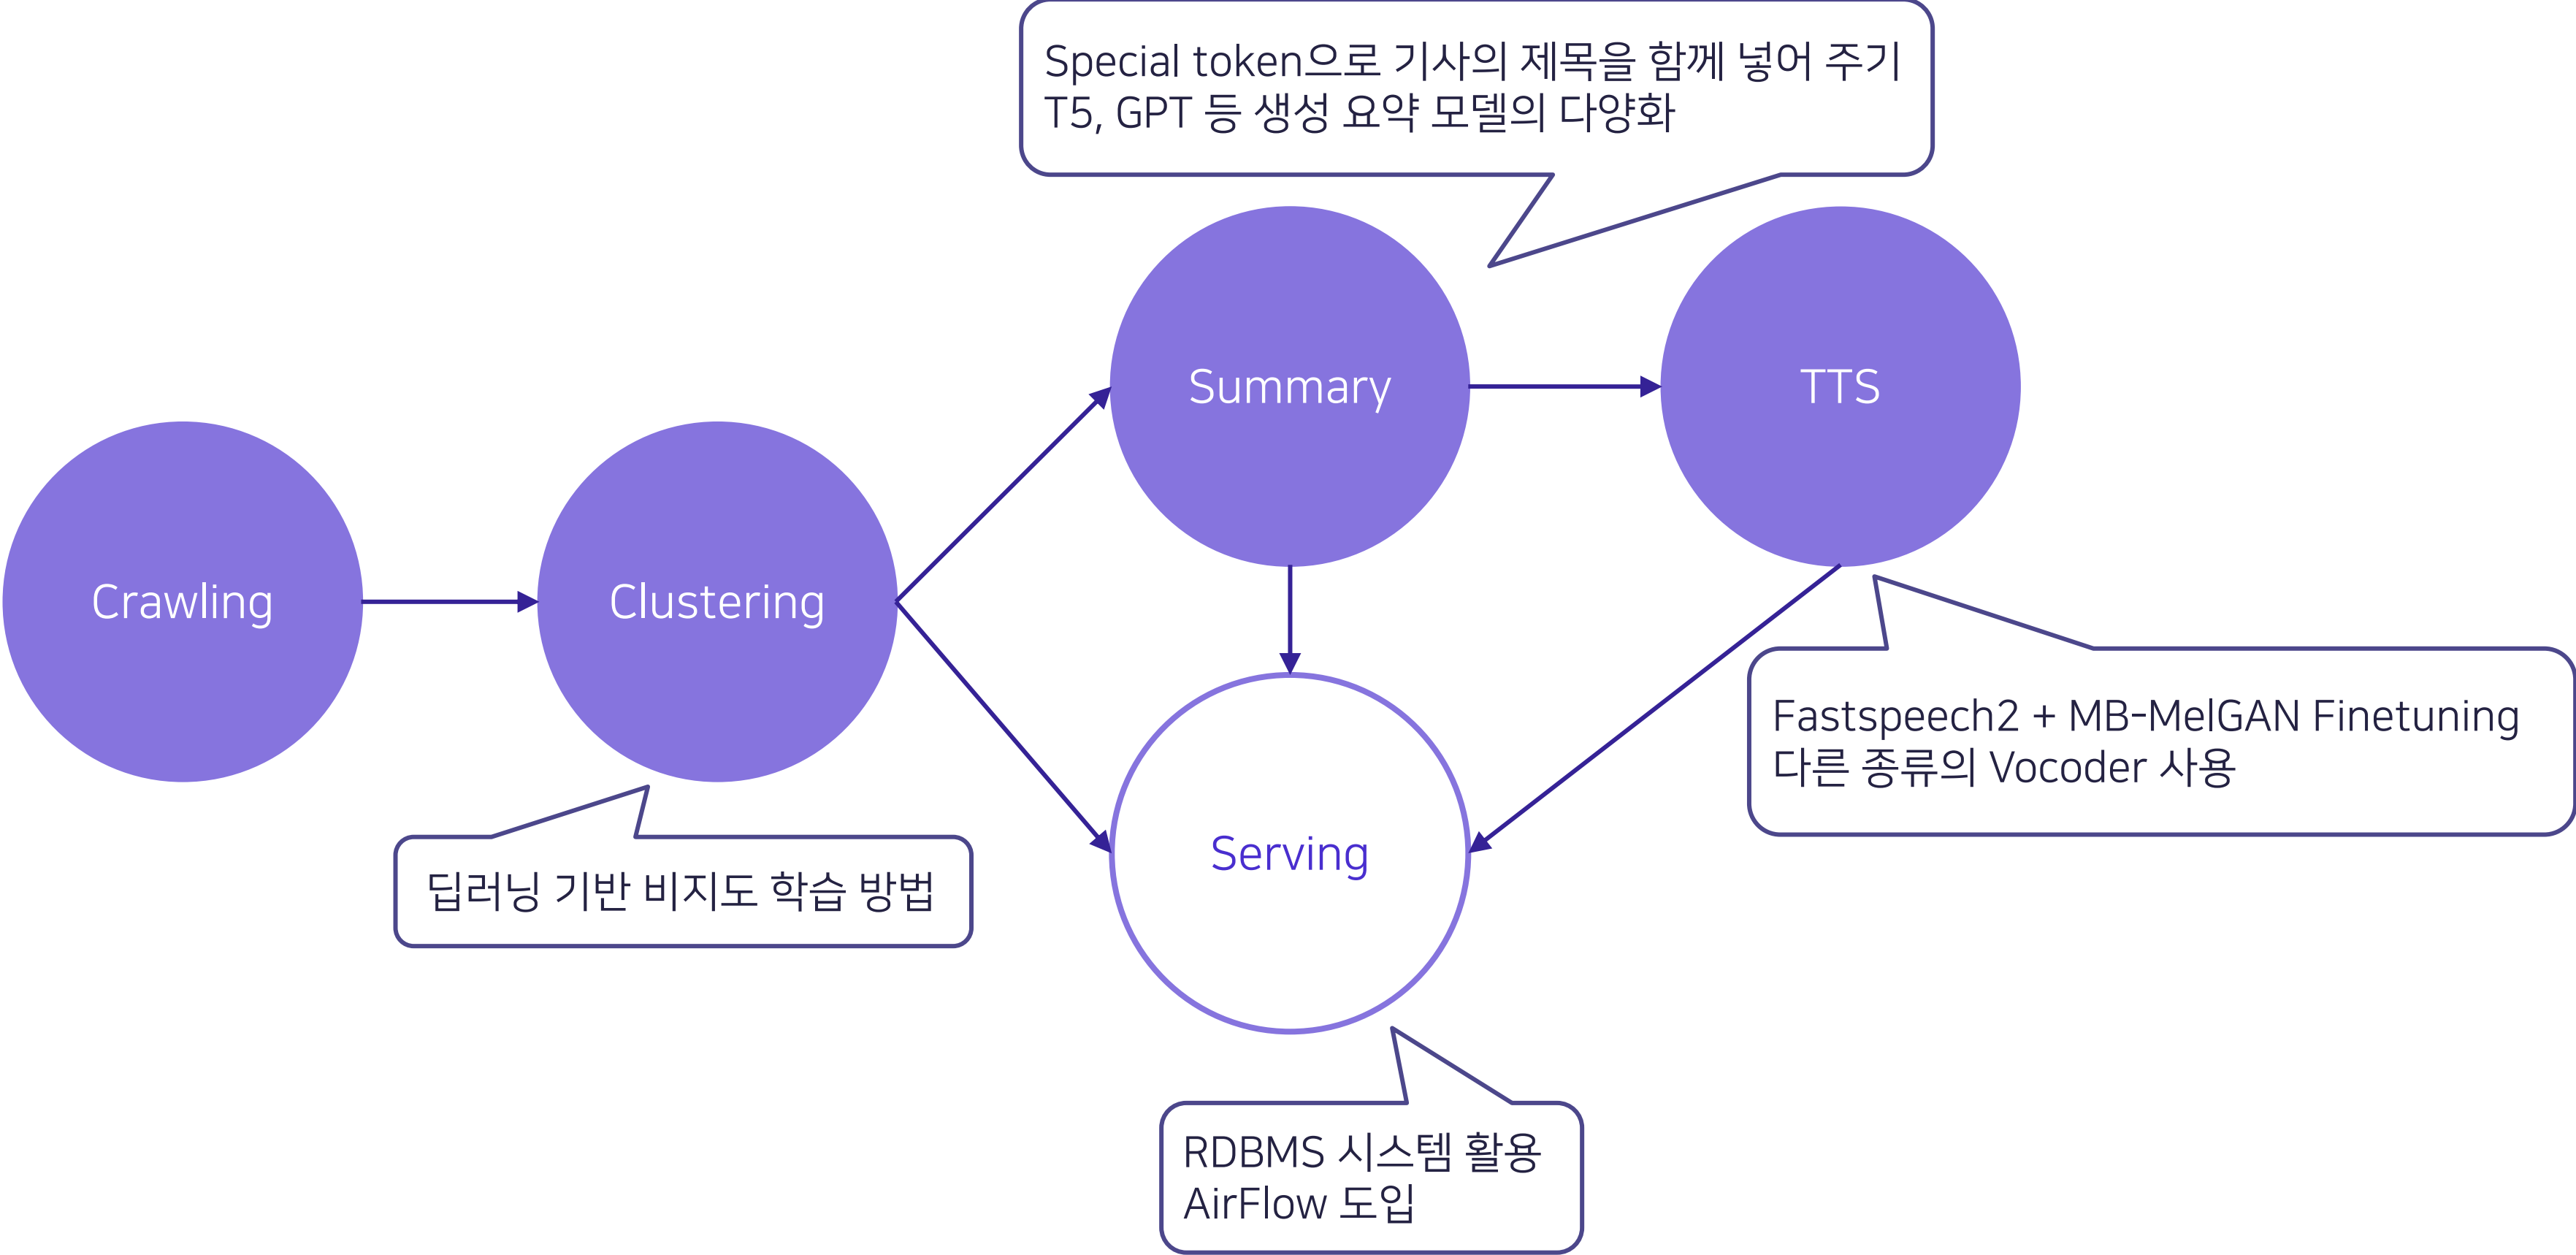 Special token으로 기사의 제목을 함께 넣어 주기
T5, GPT 등 생성 요약 모델의 다양화
Summary
TTS
Crawling
Clustering
Fastspeech2 + MB-MelGAN Finetuning
다른 종류의 Vocoder 사용
Serving
딥러닝 기반 비지도 학습 방법
RDBMS 시스템 활용
AirFlow 도입